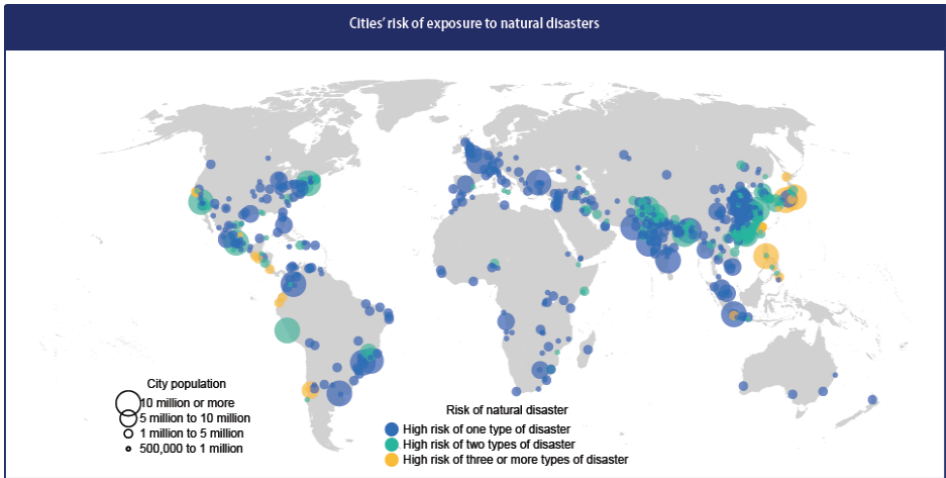 Cities' risk of exposure to natural disasters
City population
10 million or more
5 million to 10 million
1 million to 5 million
500,000 to 1 million
Risk of natural disaster
High risk of one type of disaster
High risk of two types of disaster
High risk of three or more types of disaster